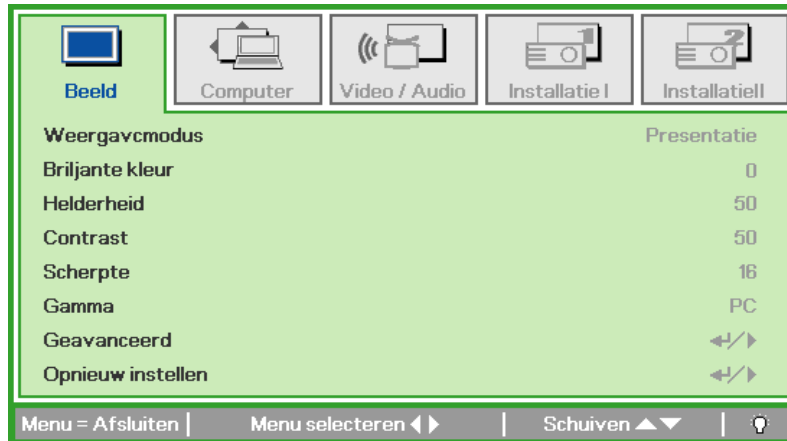 Beeld Computer Video / Audio Installatie I InstallatieII
Weergavcmodus Presentatie
Briljante kleur 0
Helderheid 50
Contrast 50
Scherpte 16
Gamma PC
Geavanceerd ↵/▶
Opnieuw instellen ↵/▶
Menu = Afsluiten | Menu selecteren ◀ ▶ | Schuiven ▲▼ |